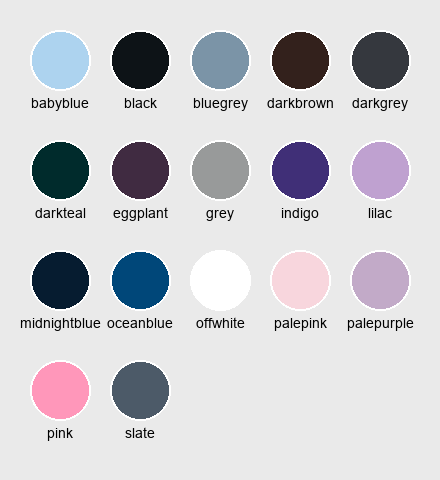 babyblue black bluegrey darkbrown darkgrey
darkteal eggplant grey indigo lilac
midnightblue oceanblue offwhite palepink palepurple
pink slate